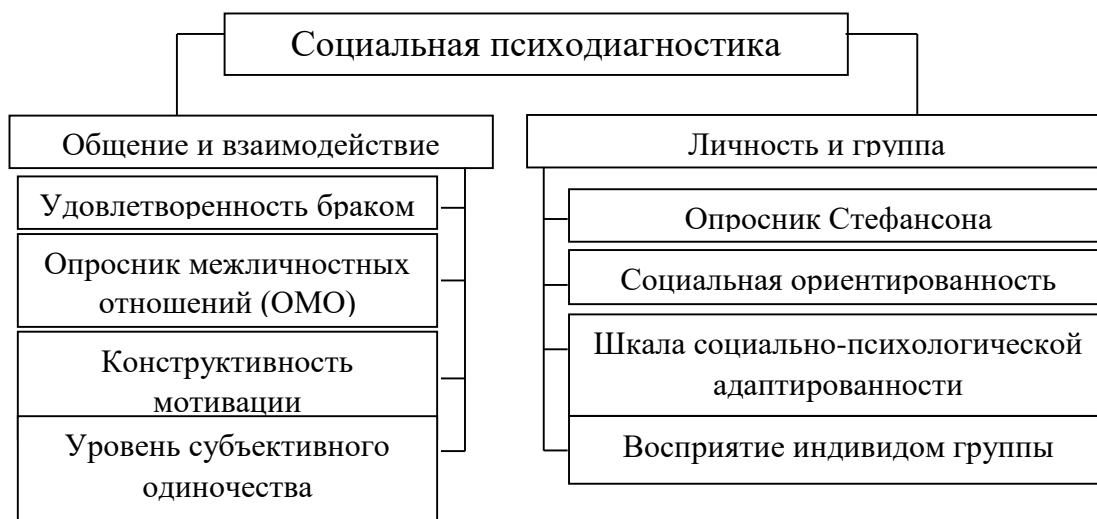 Социальная психодиагностика
Общение и взаимодействие
Удовлетворенность браком
Опросник межличностных
отношений (ОМО)
Конструктивность
мотивации
Уровень субъективного
одиночества
Личность и группа
Опросник Стефансона
Социальная ориентированность
Шкала социально-психологической
адаптированности
Восприятие индивидом группы